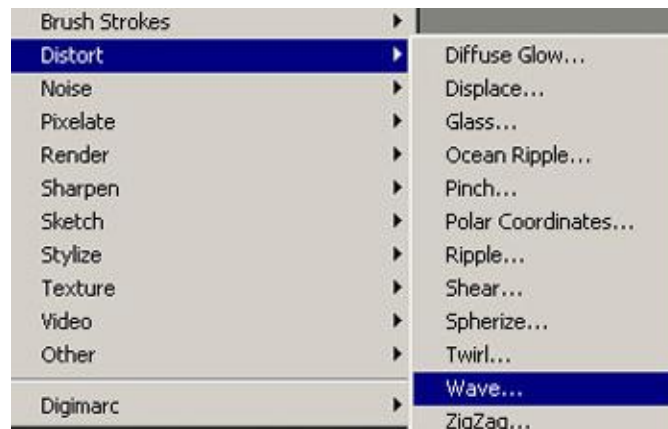 Brush Strokes
Distort
Noise
Pixelate
Render
Sharpen
Sketch
Stylize
Texture
Video
Other
Digimarc
Diffuse Glow...
Displace...
Glass...
Ocean Ripple...
Pinch...
Polar Coordinates...
Ripple...
Shear...
Spherize...
Twirl...
Wave...
ZigZag...